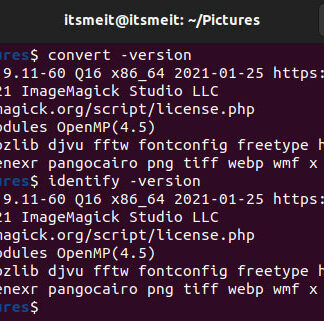 itsmeit@itsmeit: ~/Pictures
ures$ convert -version
9.11-60 Q16 x86_64 2021-01-25 https:
21 ImageMagick Studio LLC
magick.org/script/license.php
odules OpenMP(4.5)
ozlib djvu fftw fontconfig freetype h
enexr pangocairo png tiff webp wmf x
ures$ identify -version
9.11-60 Q16 x86_64 2021-01-25 https:
21 ImageMagick Studio LLC
magick.org/script/license.php
odules OpenMP(4.5)
ozlib djvu fftw fontconfig freetype h
enexr pangocairo png tiff webp wmf x
ures$